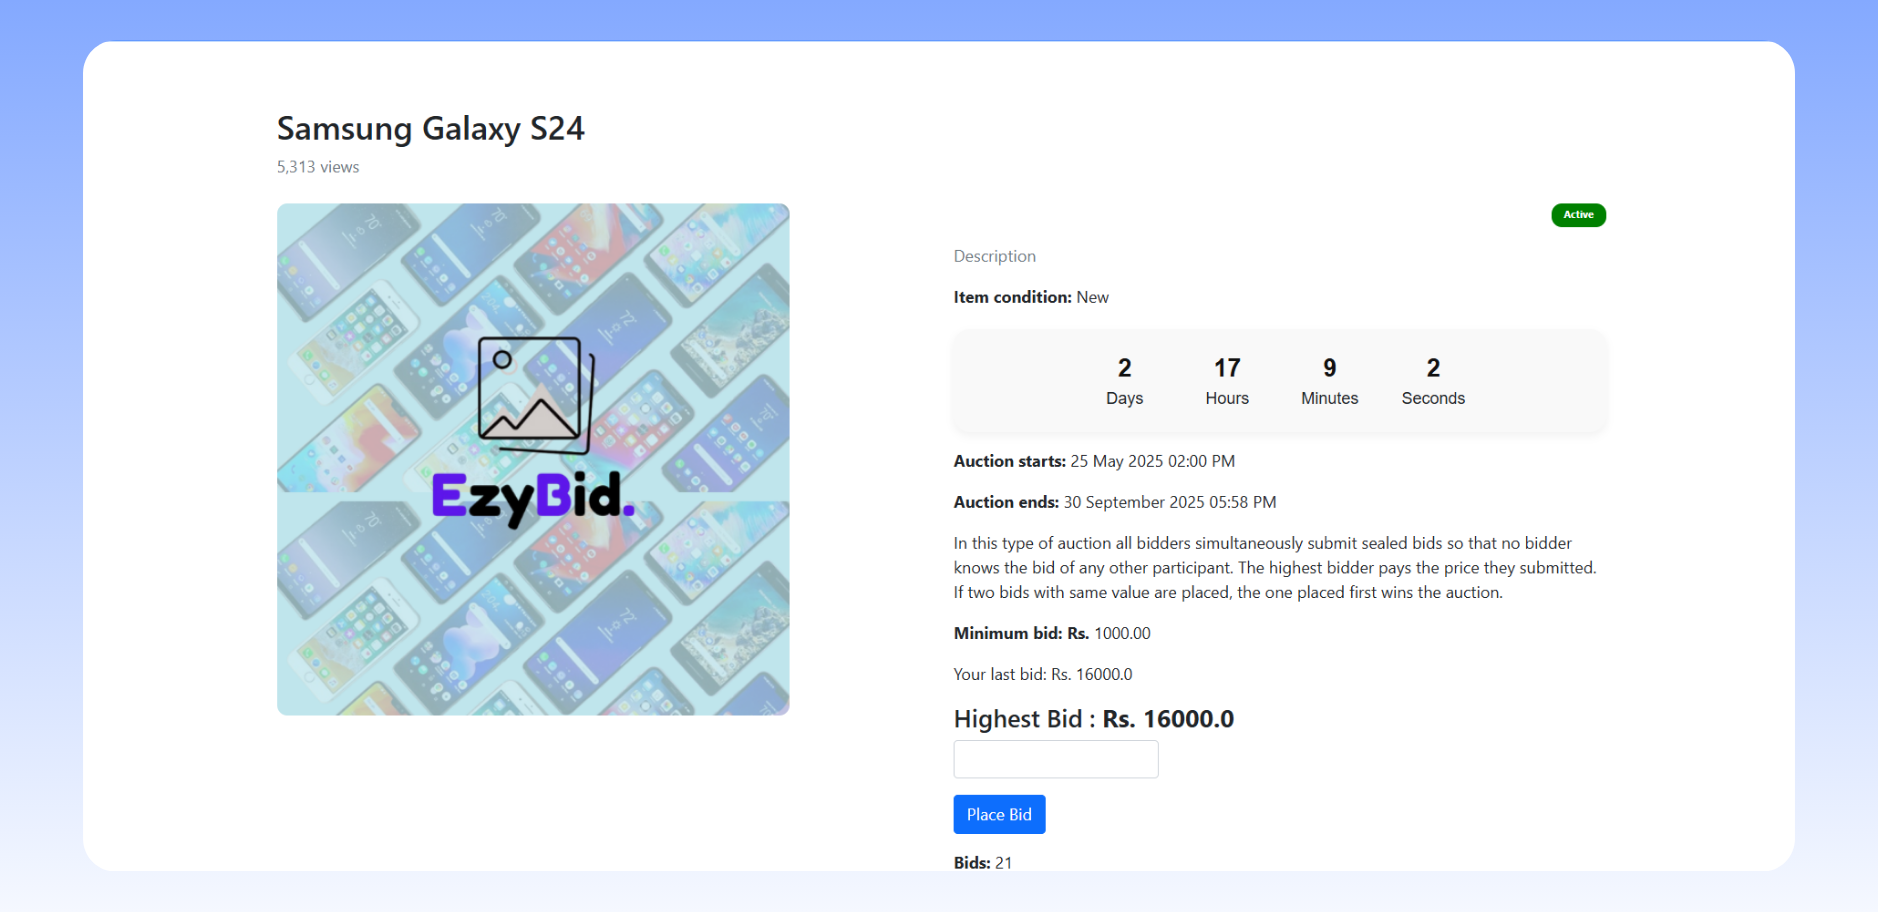 Samsung Galaxy S24
5,313 views
EzyBid.
Active
Description
Item condition: New
2 17 9 2
Days Hours Minutes Seconds
Auction starts: 25 May 2025 02:00 PM
Auction ends: 30 September 2025 05:58 PM
In this type of auction all bidders simultaneously submit sealed bids so that no bidder
knows the bid of any other participant. The highest bidder pays the price they submitted.
If two bids with same value are placed, the one placed first wins the auction.
Minimum bid: Rs. 1000.00
Your last bid: Rs. 16000.0
Highest Bid : Rs. 16000.0
Place Bid
Bids: 21